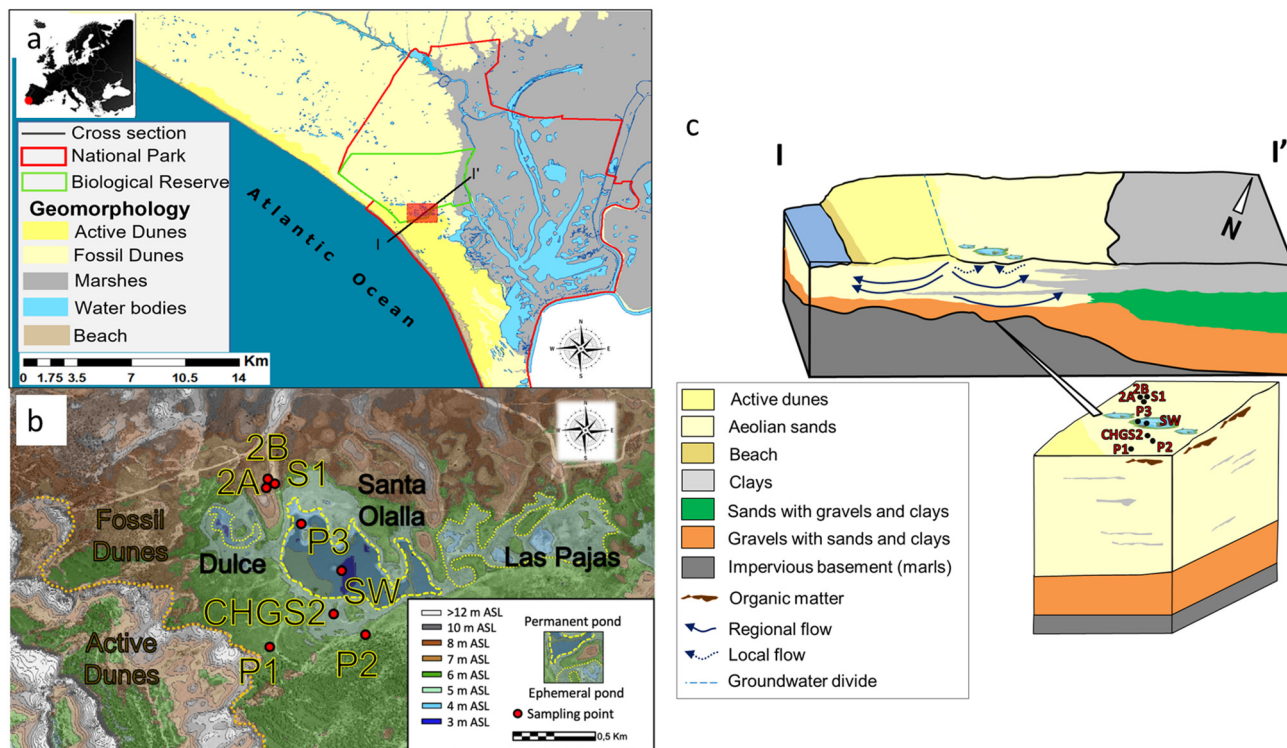 a
Cross section
National Park
Biological Reserve
Geomorphology
Active Dunes
Fossil Dunes
Marshes
Water bodies
Beach
Km
0 1.75 3.5 7 10.5 14
Atlantic Ocean
I
I'
N
W E
S
b
2B
2A
S1
Santa
Olalla
Fossil
Dunes
Dulce
P3
Las Pajas
SW
CHGS2
Active
Dunes
P1
P2
>12 m ASL
10 m ASL
8 m ASL
7 m ASL
6 m ASL
5 m ASL
4 m ASL
3 m ASL
Permanent pond
Ephemeral pond
Sampling point
0,5 Km
c
I
I'
N
2B
2A S1
P3
SW
CHGS2
P1 P2
Active dunes
Aeolian sands
Beach
Clays
Sands with gravels and clays
Gravels with sands and clays
Impervious basement (marls)
Organic matter
Regional flow
Local flow
Groundwater divide